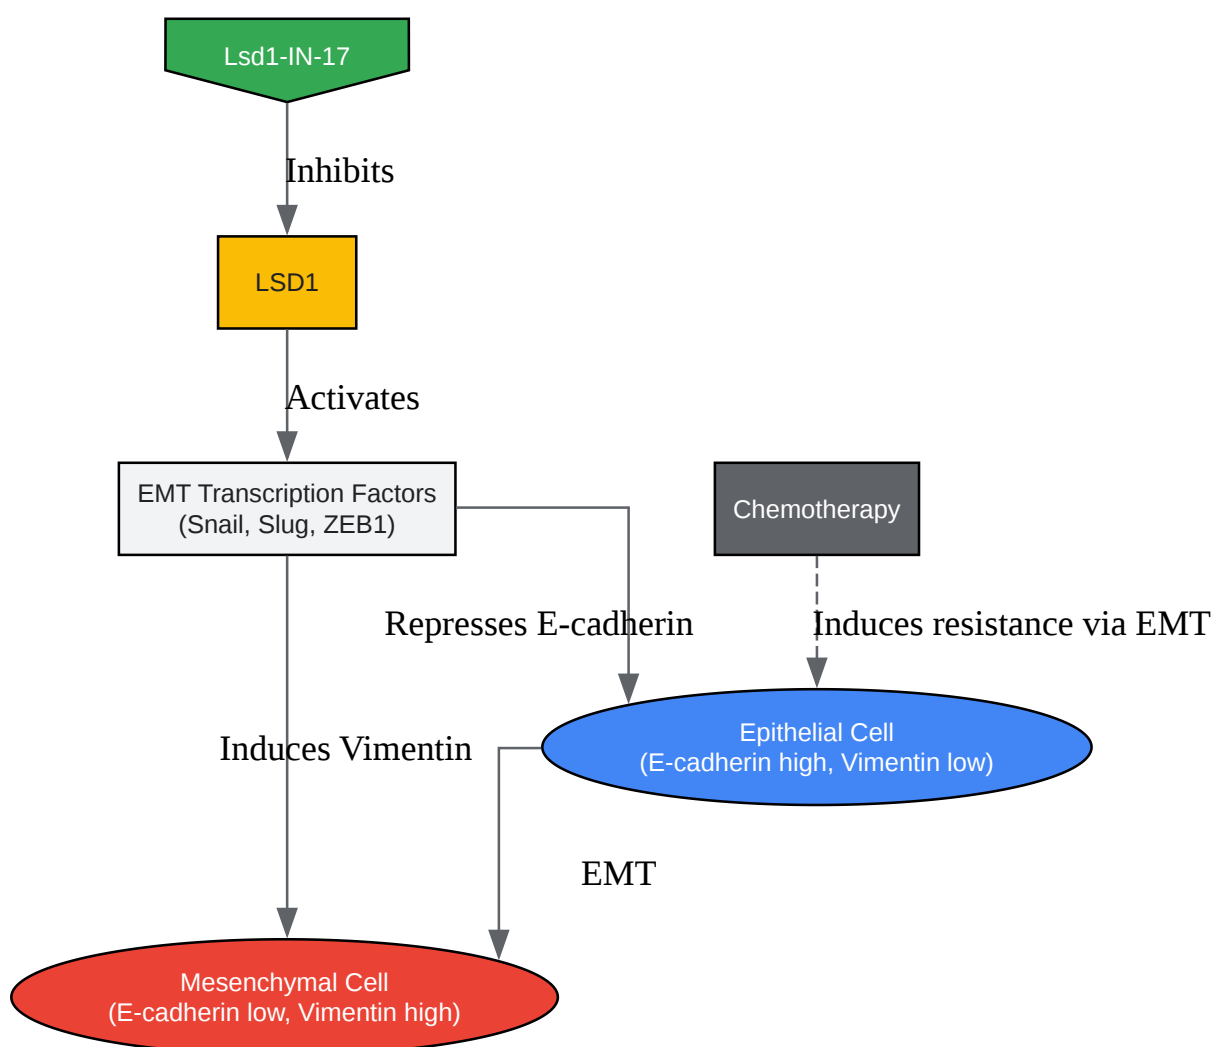 Lsd1-IN-17
Inhibits
LSD1
Activates
EMT Transcription Factors
(Snail, Slug, ZEB1)
Chemotherapy
Represses E-cadherin
Induces resistance via EMT
Epithelial Cell
(E-cadherin high, Vimentin low)
Induces Vimentin
EMT
Mesenchymal Cell
(E-cadherin low, Vimentin high)